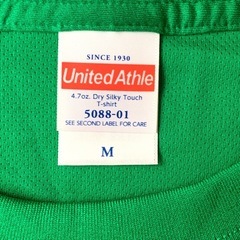 SINCE 1930
United Athle
4.7oz. Dry Silky Touch
T-shirt
5088-01
SEE SECOND LABEL FOR CARE
M